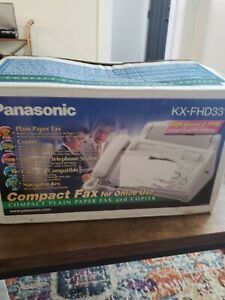 Panasonic
KX-FHD33
Plain Paper Fax
Copier
Telephone System
Compatible
Navigator Key
Compact Fax for Office Use
COMPACT PLAIN PAPER FAX and COPIER
www.panasonic.com